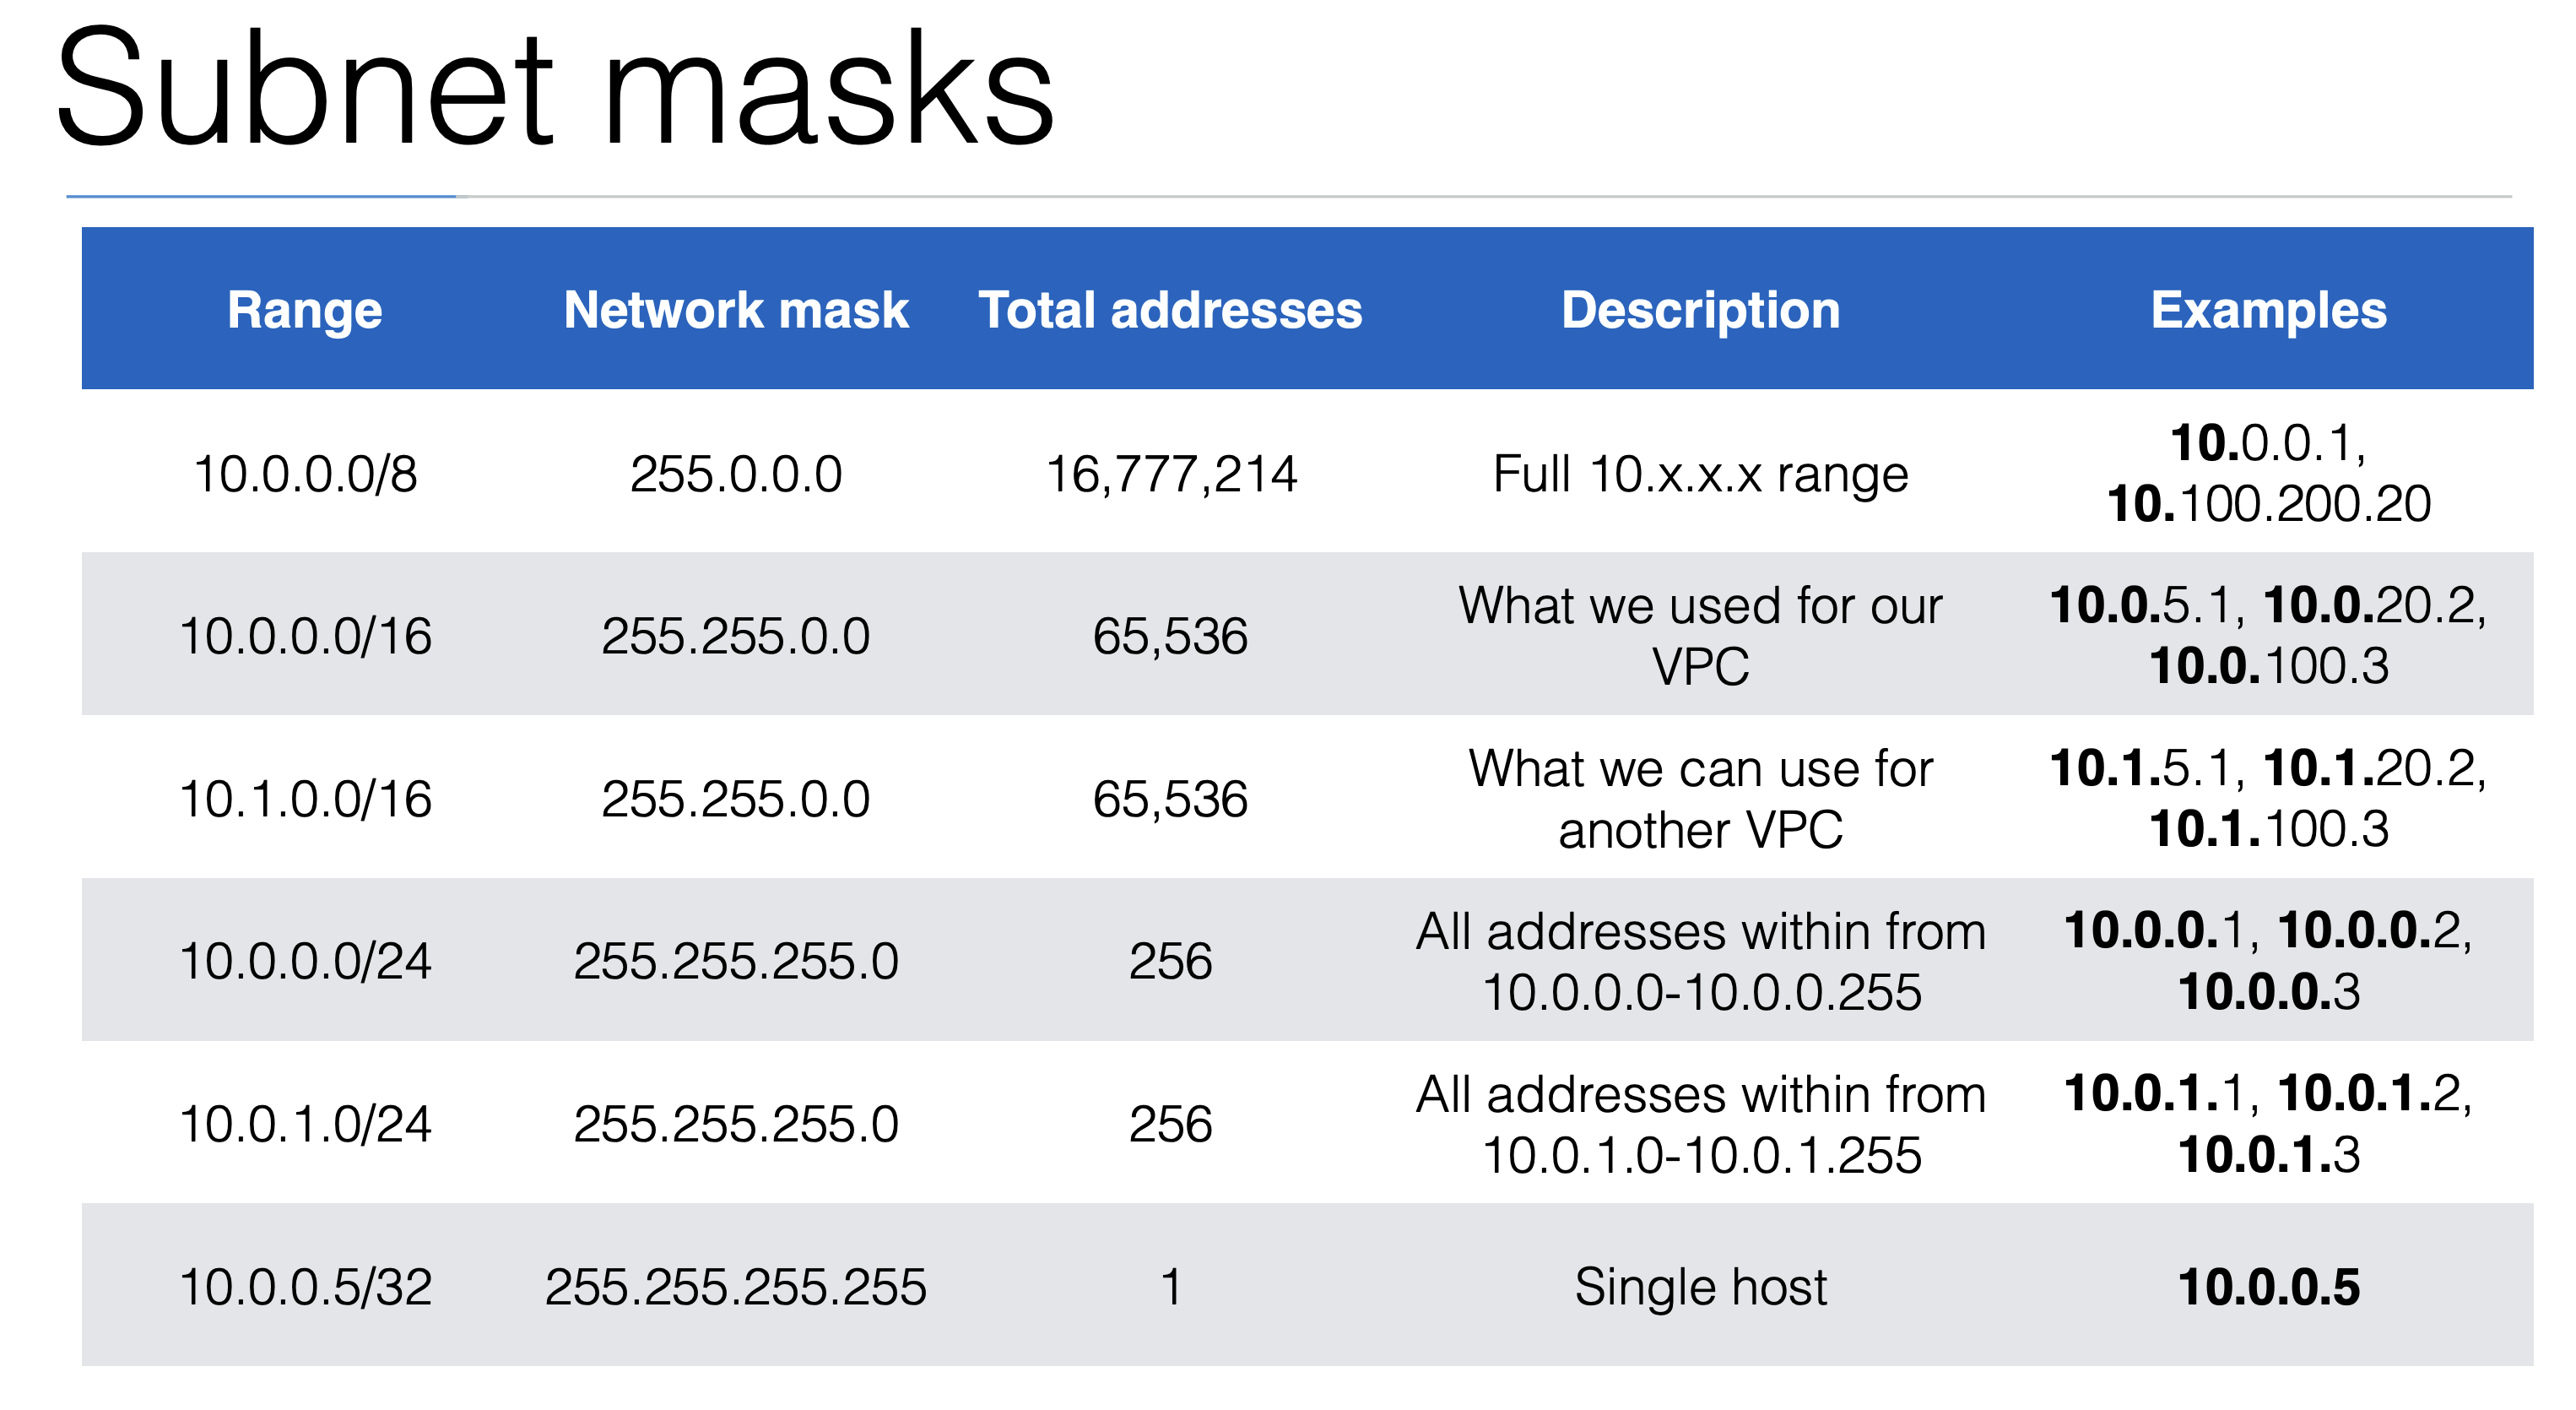 Subnet masks
Range Network mask Total addresses Description Examples
10.0.0.0/8 255.0.0.0 16,777,214 Full 10.x.x.x range 10.0.0.1,
10.100.200.20
10.0.0.0/16 255.255.0.0 65,536 What we used for our
VPC 10.0.5.1, 10.0.20.2,
10.0.100.3
10.1.0.0/16 255.255.0.0 65,536 What we can use for
another VPC 10.1.5.1, 10.1.20.2,
10.1.100.3
10.0.0.0/24 255.255.255.0 256 All addresses within from
10.0.0.0-10.0.0.255 10.0.0.1, 10.0.0.2,
10.0.0.3
10.0.1.0/24 255.255.255.0 256 All addresses within from
10.0.1.0-10.0.1.255 10.0.1.1, 10.0.1.2,
10.0.1.3
10.0.0.5/32 255.255.255.255 1 Single host 10.0.0.5